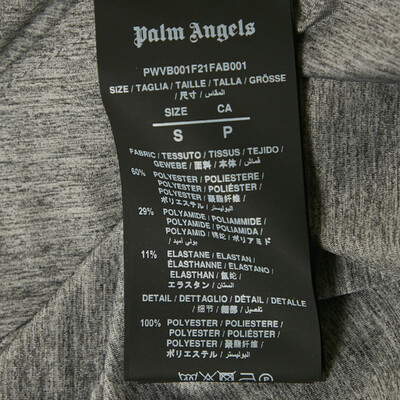 Palm Angels
PWVB001F21FAB001
SIZE / TAGLIA / TAILLE / TALLA / GRÖSSE
/ 尺寸 / المقاس
SIZE CA
S P
FABRIC / TESSUTO / TISSUS / TEJIDO /
GEWEBE / 面料 / 本体 / قماش
60% POLYESTER / POLIESTERE /
POLYESTER / POLIÉSTER /
POLYESTER / 聚酯纤维 /
ポリエステル / البوليستر
29% POLYAMIDE / POLIAMMIDE /
POLYAMID / POLIAMIDA /
POLYAMID / 锦纶 / ポリアミド
/ بولي أميد
11% ELASTANE / ELASTAN /
ÉLASTHANNE / ELASTANO /
ELASTHAN / 氨纶 /
エラスタン / الاستان
DETAIL / DETTAGLIO / DÉTAIL / DETALLE
/ 细节 / 細部 / تفصيل
100% POLYESTER / POLIESTERE /
POLYESTER / POLIÉSTER /
POLYESTER / 聚酯纤维 /
ポリエステル / البوليستر